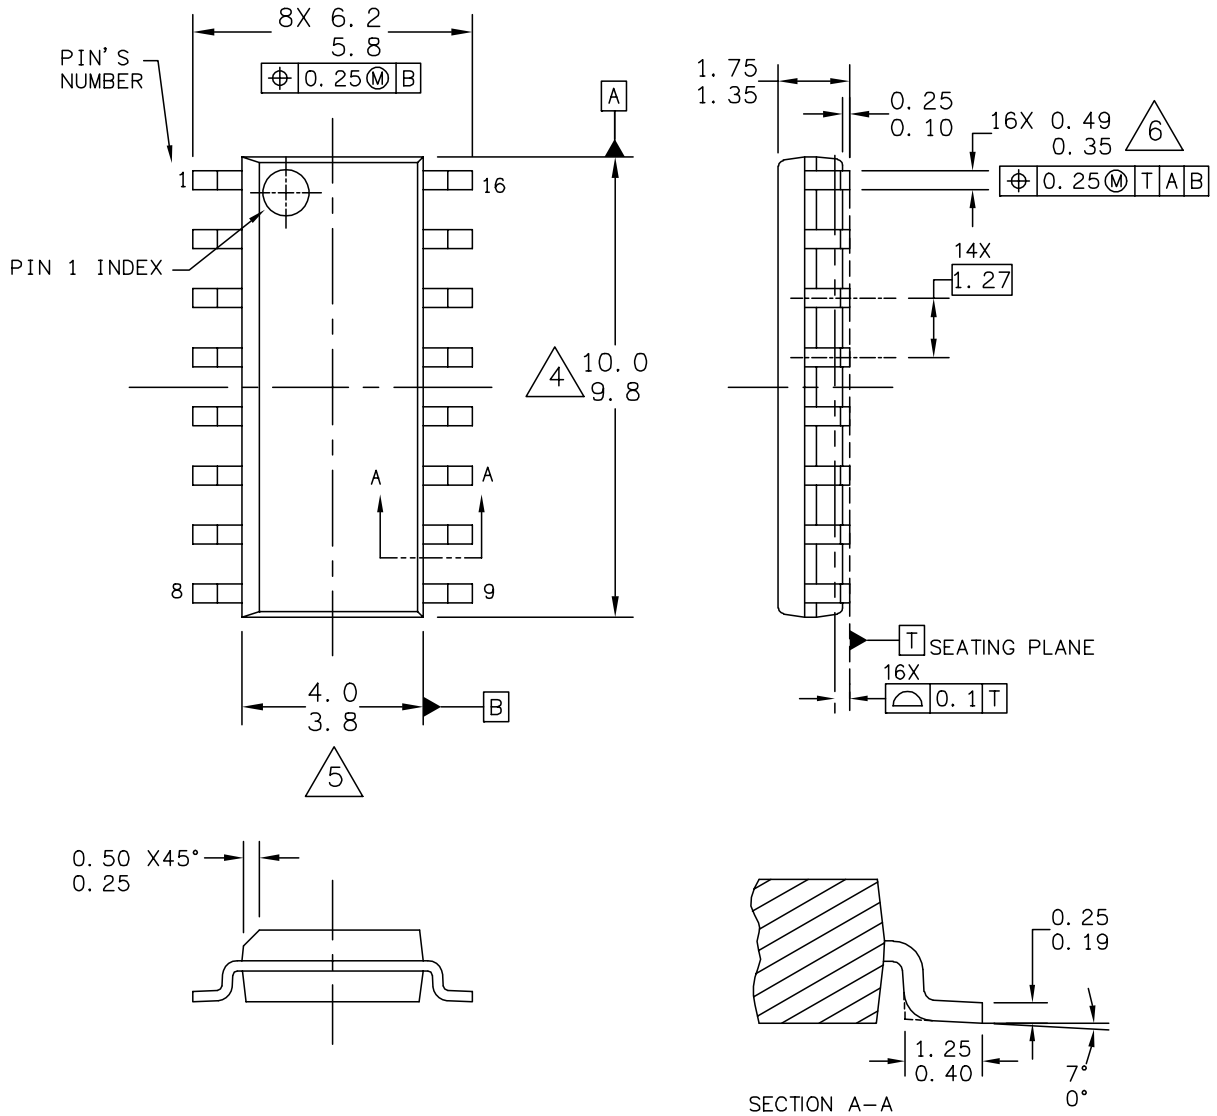 8X 6.2
5.8
⌖ 0.25Ⓜ B
PIN'S
NUMBER
1
16
PIN 1 INDEX
A
4
10.0
9.8
A
A
8
9
4.0
3.8
B
5
1.75
1.35
0.25
0.10
16X 0.49
0.35
6
⌖ 0.25Ⓜ T A B
14X
1.27
T SEATING PLANE
16X
⌓ 0.1 T
0.50 X45°
0.25
0.25
0.19
1.25
0.40
7°
0°
SECTION A-A